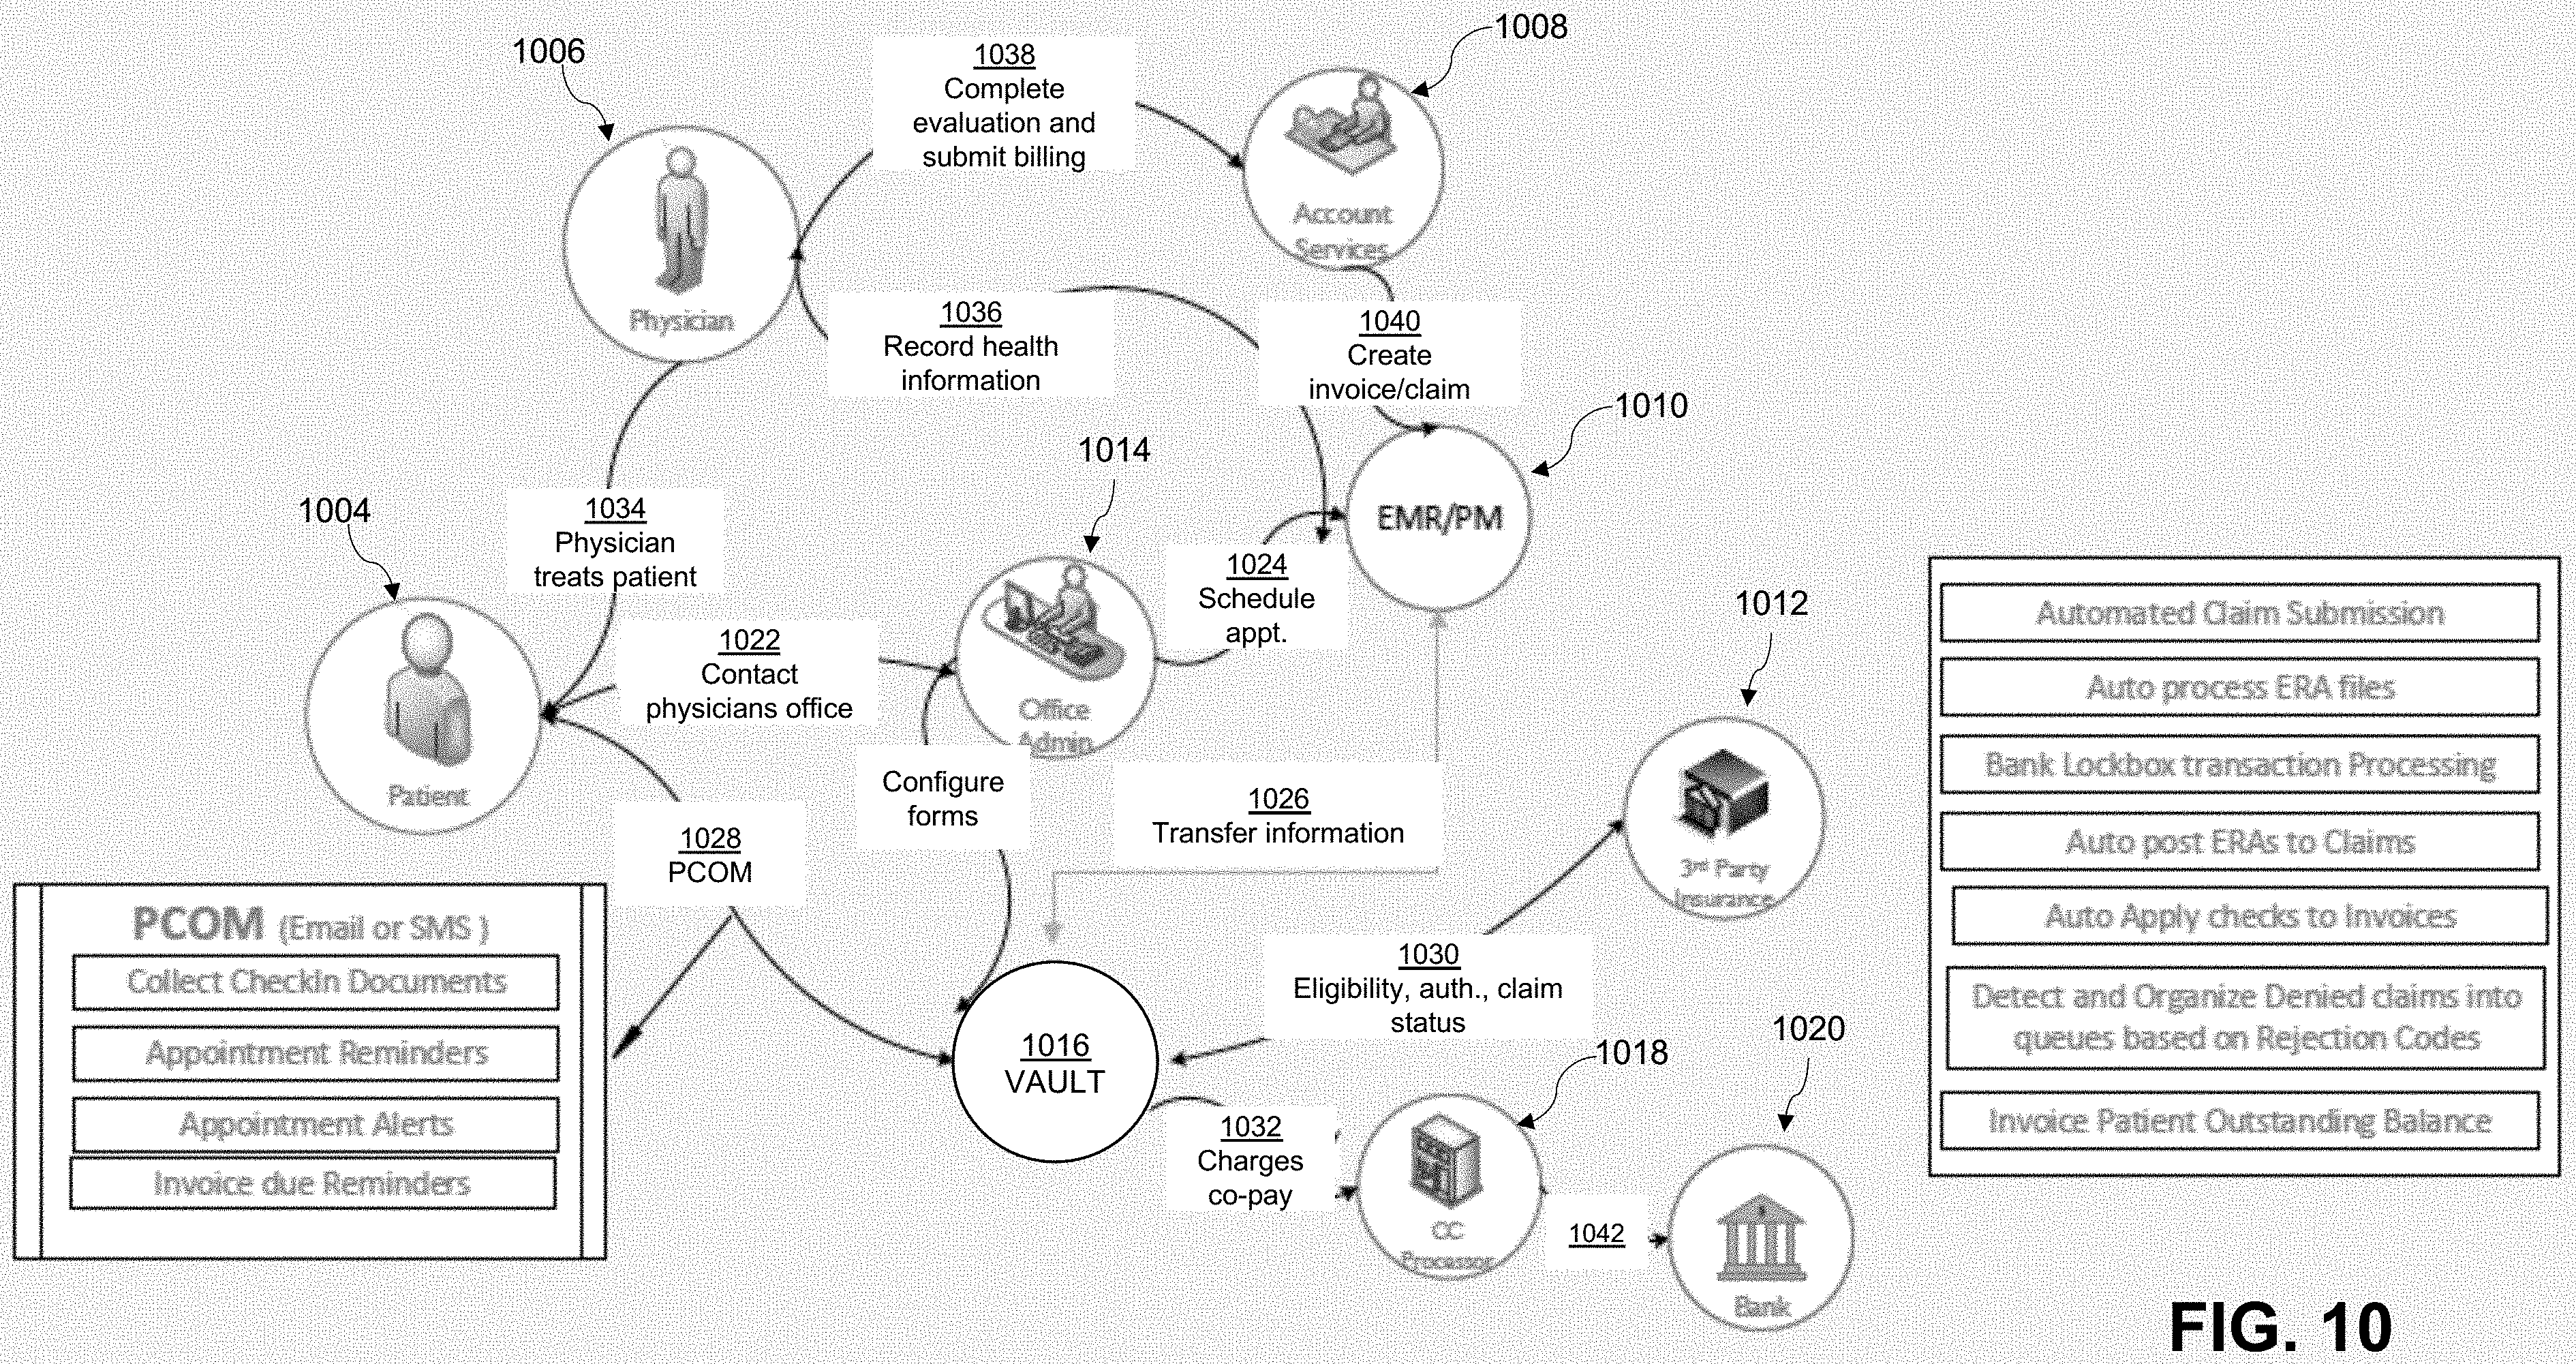 1006
1038
Complete
evaluation and
submit billing
1008
Account
Services
Physician
1036
Record health
information
1040
Create
invoice/claim
1010
EMR/PM
1014
1004
1034
Physician
treats patient
1024
Schedule
appt.
1022
Contact
physicians office
Office
Admin
Patient
Configure
forms
1026
Transfer information
1012
3rd Party
Insurance
1028
PCOM
PCOM (Email or SMS )
Collect CheckIn Documents
Appointment Reminders
Appointment Alerts
Invoice due Reminders
1016
VAULT
1030
Eligibility, auth., claim
status
1032
Charges
co-pay
1018
CC
Processor
1042
1020
Bank
Automated Claim Submission
Auto process ERA files
Bank Lockbox transaction Processing
Auto post ERAs to Claims
Auto Apply checks to Invoices
Detect and Organize Denied claims into
queues based on Rejection Codes
Invoice Patient Outstanding Balance
FIG. 10